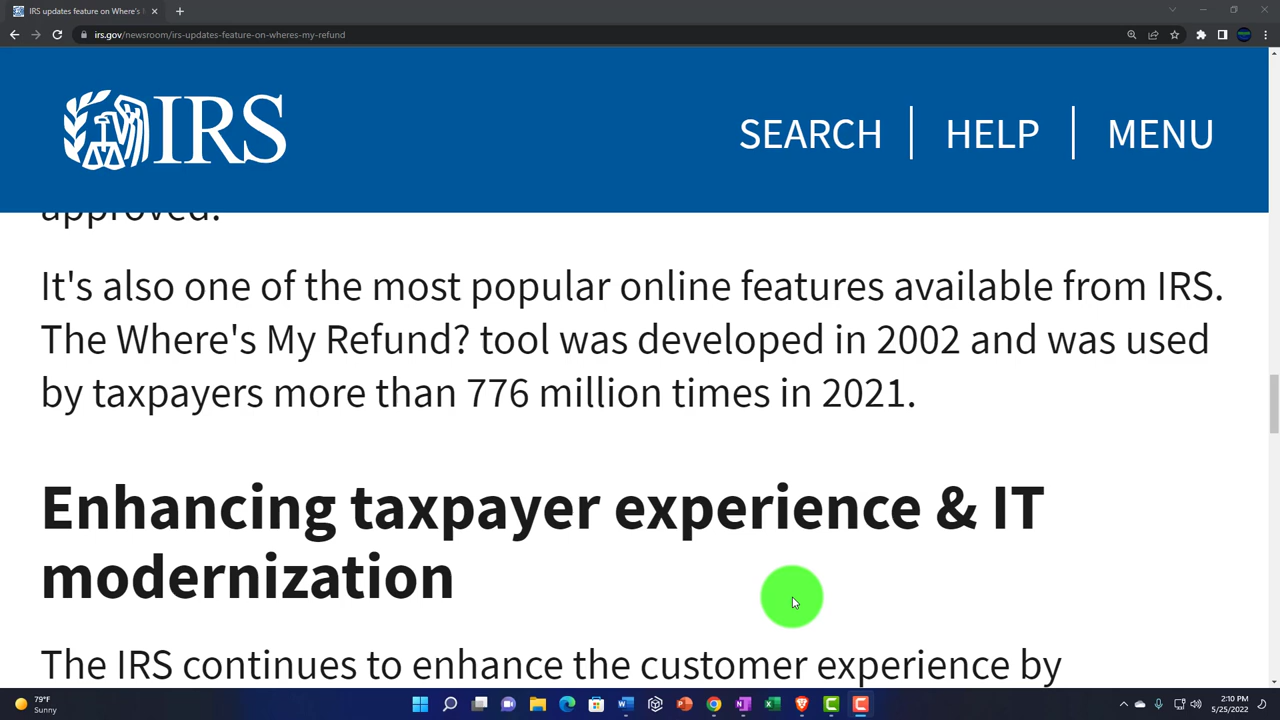 IRS updates feature on Where's
irs.gov/newsroom/irs-updates-feature-on-wheres-my-refund
IRS
SEARCH
HELP
MENU
approved.
It's also one of the most popular online features available from IRS.
The Where's My Refund? tool was developed in 2002 and was used
by taxpayers more than 776 million times in 2021.
Enhancing taxpayer experience & IT
modernization
The IRS continues to enhance the customer experience by
79°F
Sunny
2:10 PM
5/25/2022